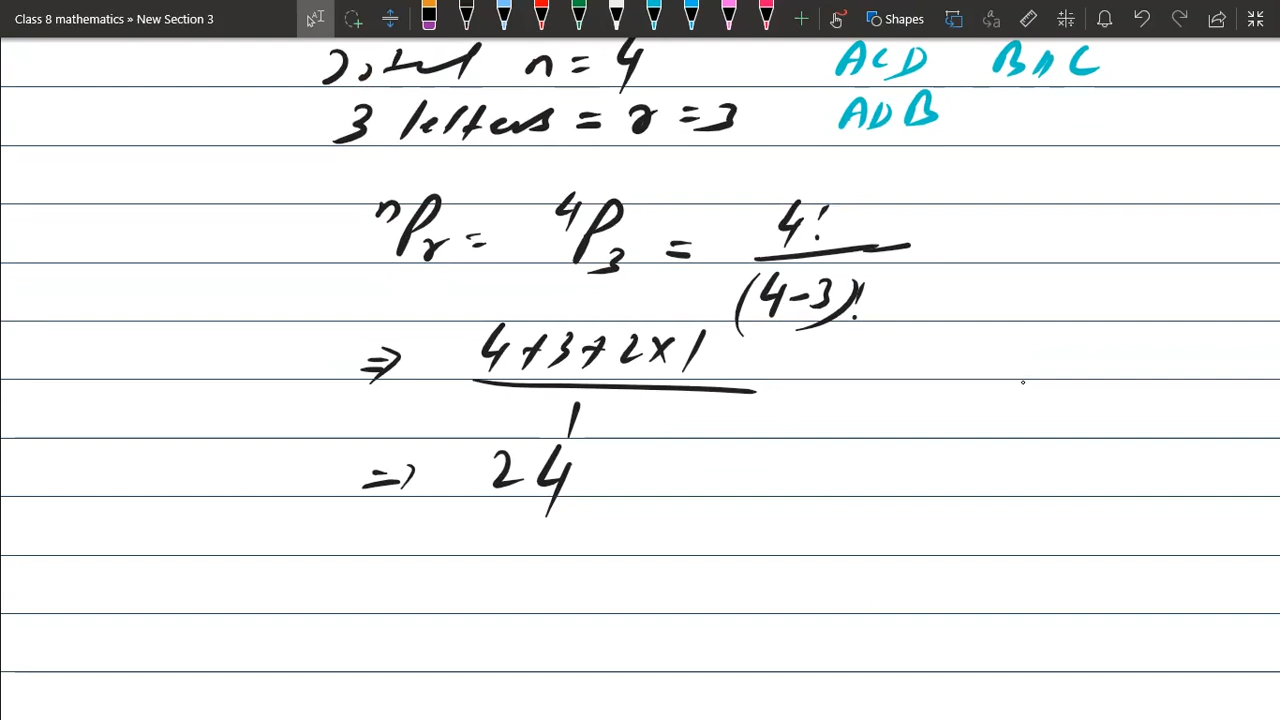 Class 8 mathematics » New Section 3
Shapes
n = 4
ACD BAC
3 letters = r = 3
ADB
ⁿPᵣ = ⁴P₃ = 4! / (4-3)!
⇒ 4+3+2×1 / 1
⇒ 24